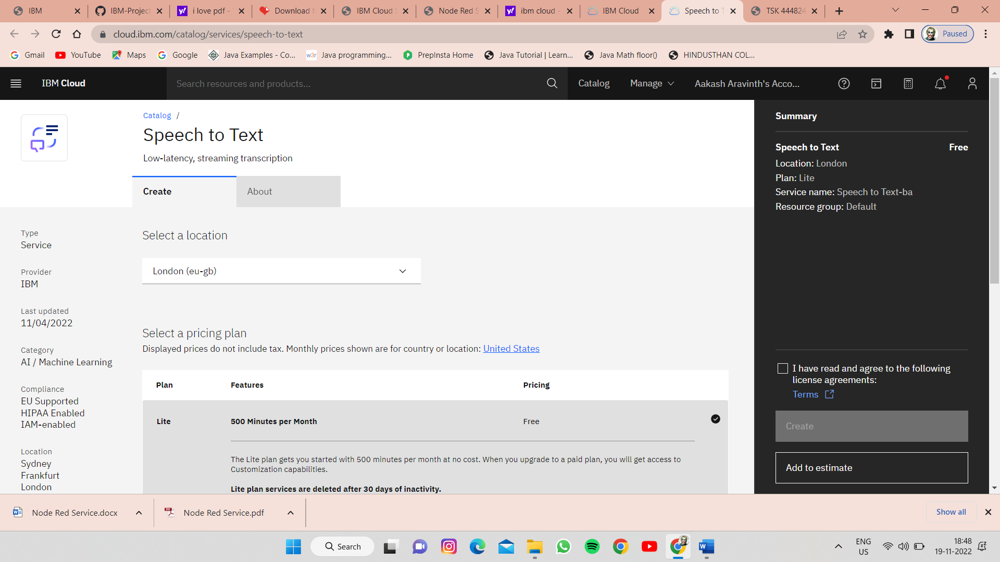 IBM
IBM-Project
i love pdf -
Download f
IBM Cloud S
Node Red S
ibm cloud -
IBM Cloud
Speech to T
TSK 444824
cloud.ibm.com/catalog/services/speech-to-text
Paused
Gmail
YouTube
Maps
Google
Java Examples - Co...
w3r
Java programming...
PrepInsta Home
Java Tutorial | Learn...
Java Math floor()
HINDUSTHAN COL...
IBM Cloud
Search resources and products...
Catalog
Manage
Aakash Aravinth's Acco...
Catalog /
Speech to Text
Low-latency, streaming transcription
Create
About
Type
Service
Provider
IBM
Last updated
11/04/2022
Category
AI / Machine Learning
Compliance
EU Supported
HIPAA Enabled
IAM-enabled
Location
Sydney
Frankfurt
London
Select a location
London (eu-gb)
Select a pricing plan
Displayed prices do not include tax. Monthly prices shown are for country or location: United States
Plan Features Pricing
Lite 500 Minutes per Month Free
The Lite plan gets you started with 500 minutes per month at no cost. When you upgrade to a paid plan, you will get access to
Customization capabilities.
Lite plan services are deleted after 30 days of inactivity.
Summary
Speech to Text Free
Location: London
Plan: Lite
Service name: Speech to Text-ba
Resource group: Default
I have read and agree to the following
license agreements:
Terms
Create
Add to estimate
Node Red Service.docx
Node Red Service.pdf
Show all
Search
ENG
US
18:48
19-11-2022